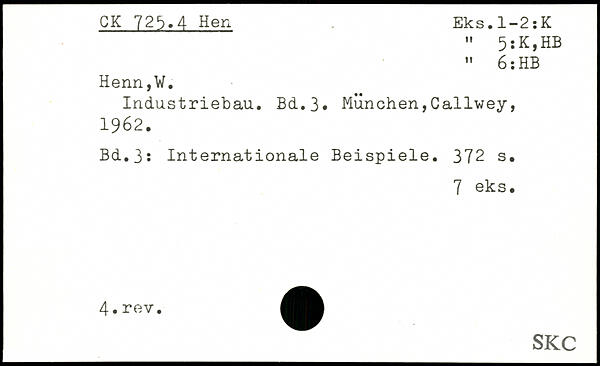 CK 725.4 Hen
Eks.1-2:K
" 5:K,HB
" 6:HB
Henn,W.
Industriebau. Bd.3. München,Callwey,
1962.
Bd.3: Internationale Beispiele. 372 s.
7 eks.
4.rev.
SKC